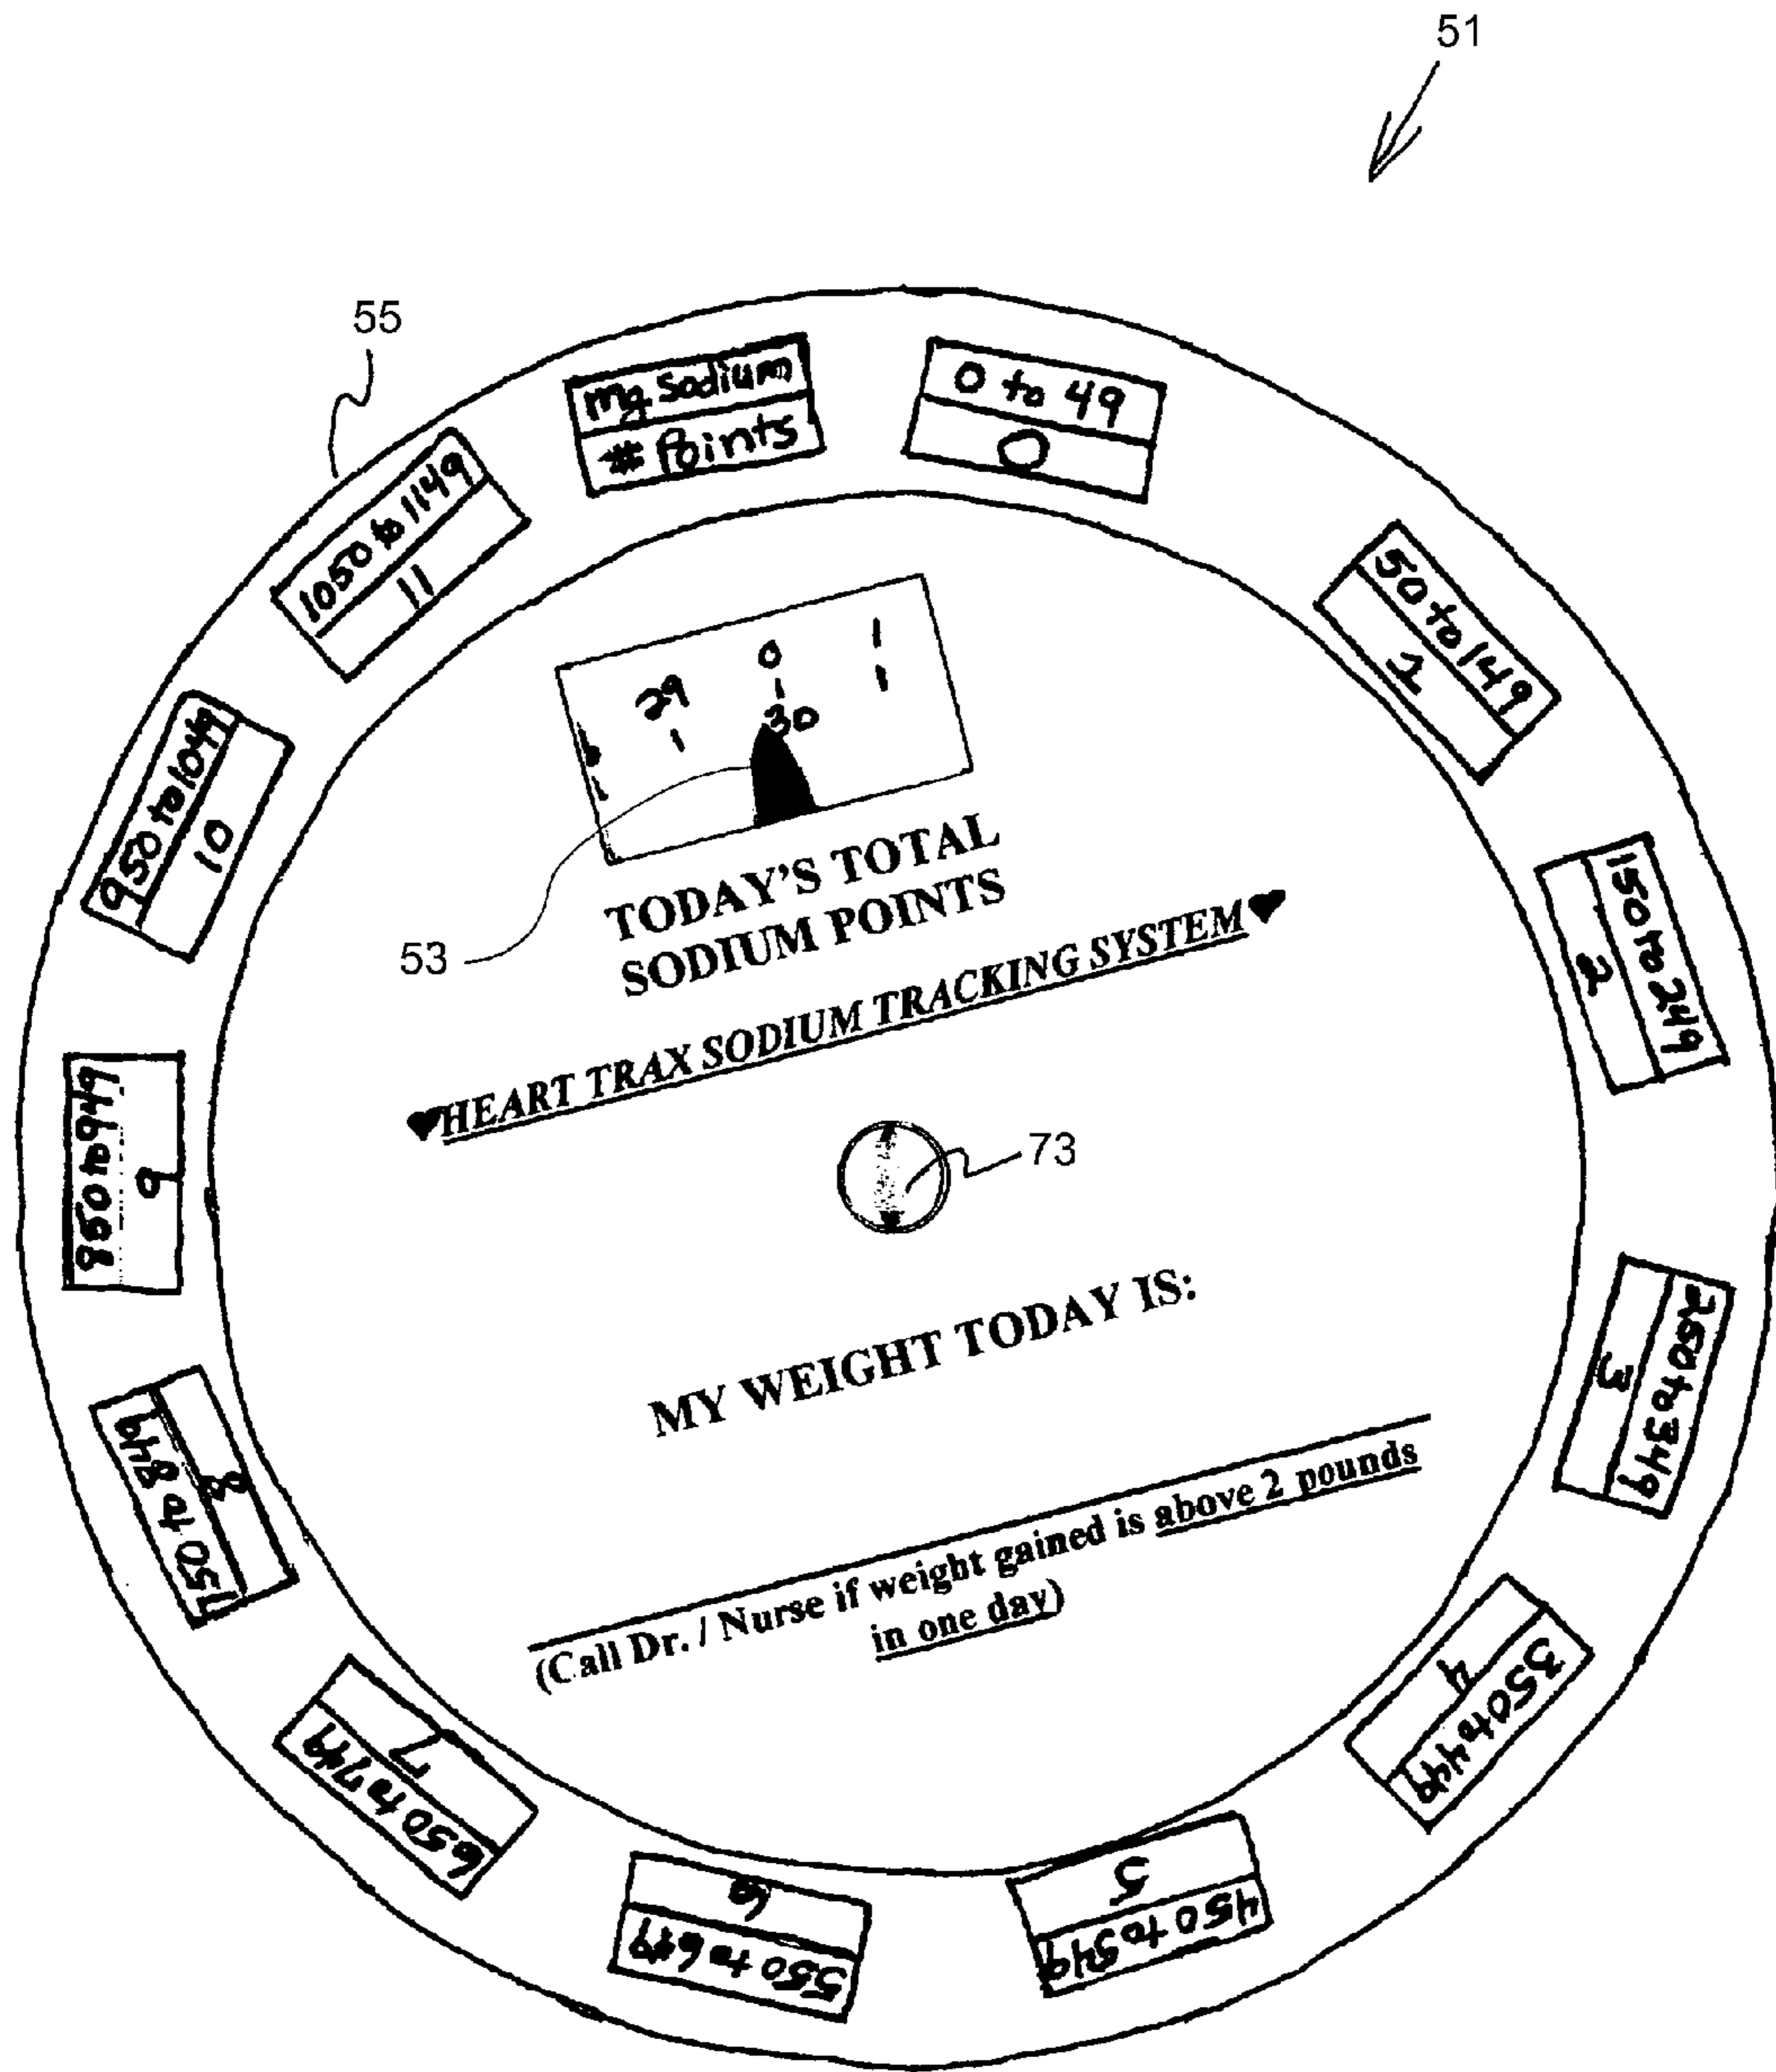 51
55
mg Sodium
# Points
0 to 49
0
50 to 149
2
150 to 249
2
250 to 349
3
350 to 449
4
450 to 549
5
550 to 649
6
650 to 749
7
750 to 849
8
850 to 949
9
950 to 1049
10
1050 to 1149
11
29
0
30
1
53
TODAY'S TOTAL
SODIUM POINTS
♥HEART TRAX SODIUM TRACKING SYSTEM♥
73
MY WEIGHT TODAY IS:
(Call Dr. / Nurse if weight gained is above 2 pounds
in one day)